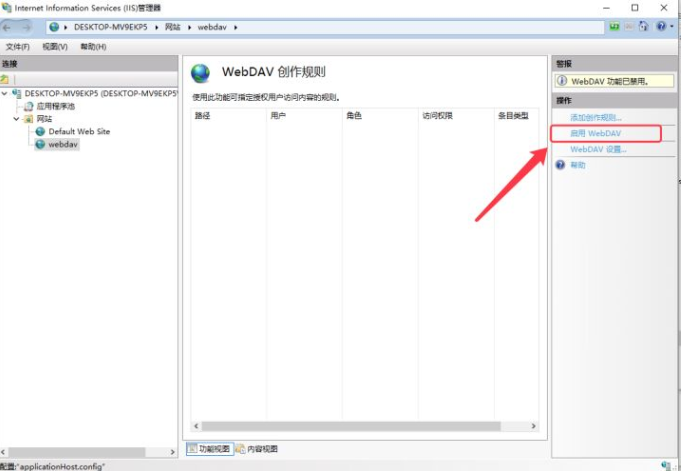 Internet Information Services (IIS)管理器
DESKTOP-MV9EKP5 网站 webdav
文件(F) 视图(V) 帮助(H)
连接
DESKTOP-MV9EKP5 (DESKTOP-MV9EKP5\
应用程序池
网站
Default Web Site
webdav
WebDAV 创作规则
使用此功能可指定授权用户访问内容的规则。
路径 用户 角色 访问权限 条目类型
功能视图 内容视图
警报
WebDAV 功能已禁用。
操作
添加创作规则...
启用 WebDAV
WebDAV 设置...
帮助
配置:"applicationHost.config"